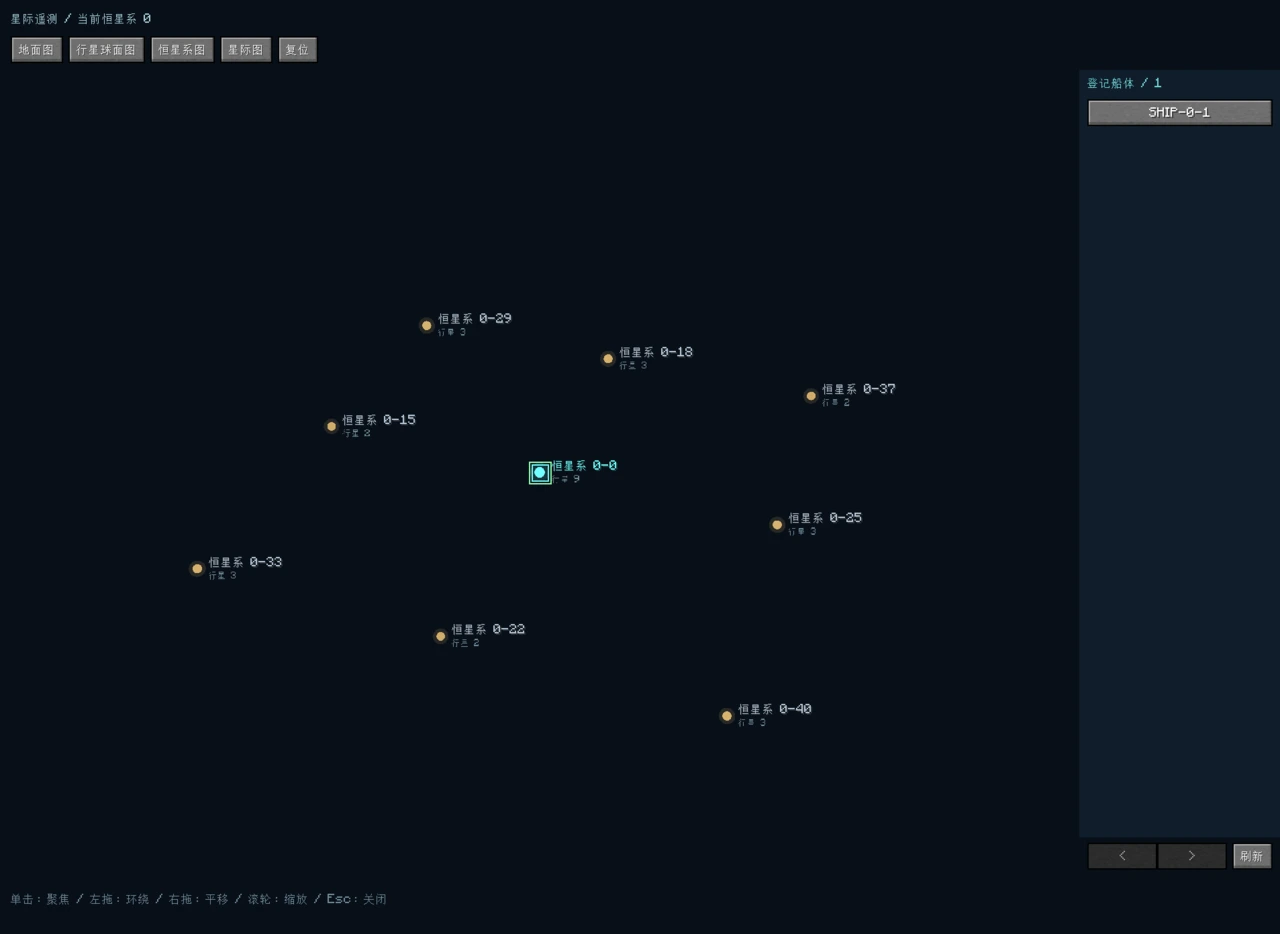 星际遥测 / 当前恒星系 0
地面图 行星球面图 恒星系图 星际图 复位
登记船体 / 1
SHIP-0-1
恒星系 0-29
行星 3
恒星系 0-18
行星 3
恒星系 0-37
行星 2
恒星系 0-15
行星 2
恒星系 0-0
行星 9
恒星系 0-25
行星 3
恒星系 0-33
行星 3
恒星系 0-22
行星 2
恒星系 0-40
行星 3
< > 刷新
单击: 聚焦 / 左拖: 环绕 / 右拖: 平移 / 滚轮: 缩放 / Esc: 关闭